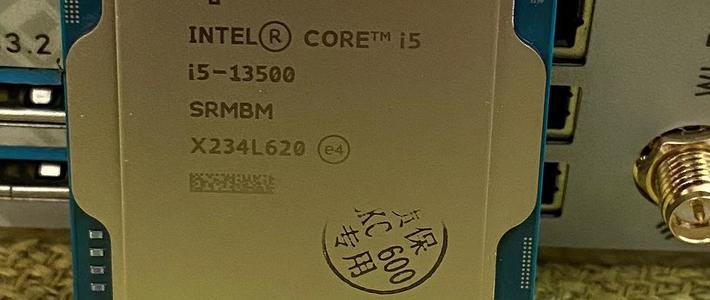 INTEL® CORE™ i5
i5-13500
SRMBM
X234L620 e4
保
KC 600
专用
3.2,